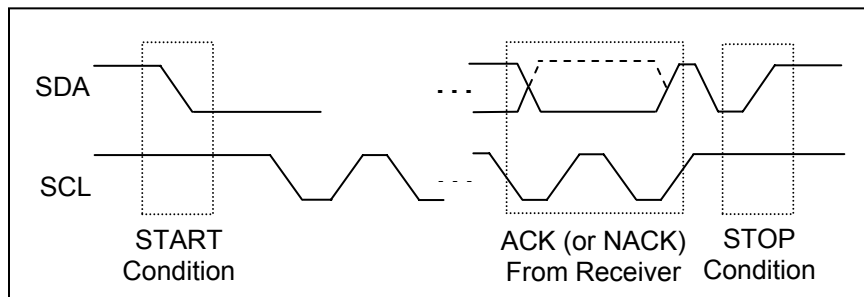 SDA
SCL
START
Condition
ACK (or NACK)
From Receiver
STOP
Condition